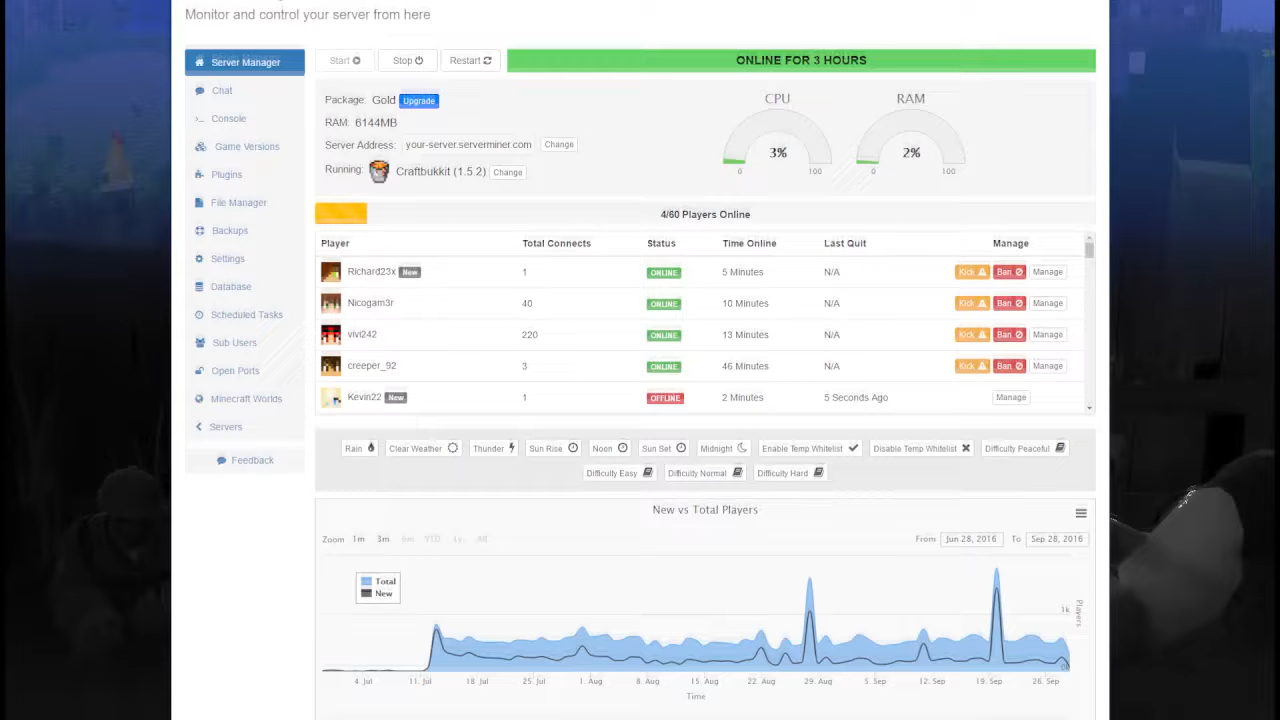 Monitor and control your server from here
Server Manager
Chat
Console
Game Versions
Plugins
File Manager
Backups
Settings
Database
Scheduled Tasks
Sub Users
Open Ports
Minecraft Worlds
Servers
Feedback
Start Stop Restart ONLINE FOR 3 HOURS
Package: Gold Upgrade
RAM: 6144MB
Server Address: your-server.serverminer.com Change
Running: Craftbukkit (1.5.2) Change
CPU RAM
3% 2%
0 100 0 100
4/60 Players Online
Player Total Connects Status Time Online Last Quit Manage
Richard23x New 1 ONLINE 5 Minutes N/A Kick Ban Manage
Nicogam3r 40 ONLINE 10 Minutes N/A Kick Ban Manage
vivi242 220 ONLINE 13 Minutes N/A Kick Ban Manage
creeper_92 3 ONLINE 46 Minutes N/A Kick Ban Manage
Kevin22 New 1 OFFLINE 2 Minutes 5 Seconds Ago Manage
Rain Clear Weather Thunder Sun Rise Noon Sun Set Midnight Enable Temp Whitelist Disable Temp Whitelist Difficulty Peaceful
Difficulty Easy Difficulty Normal Difficulty Hard
New vs Total Players
Zoom 1m 3m 6m YTD 1y All From Jun 28, 2016 To Sep 28, 2016
Total
New
1k
Players
4. Jul 11. Jul 18. Jul 25. Jul 1. Aug 8. Aug 15. Aug 22. Aug 29. Aug 5. Sep 12. Sep 19. Sep 26. Sep
Time